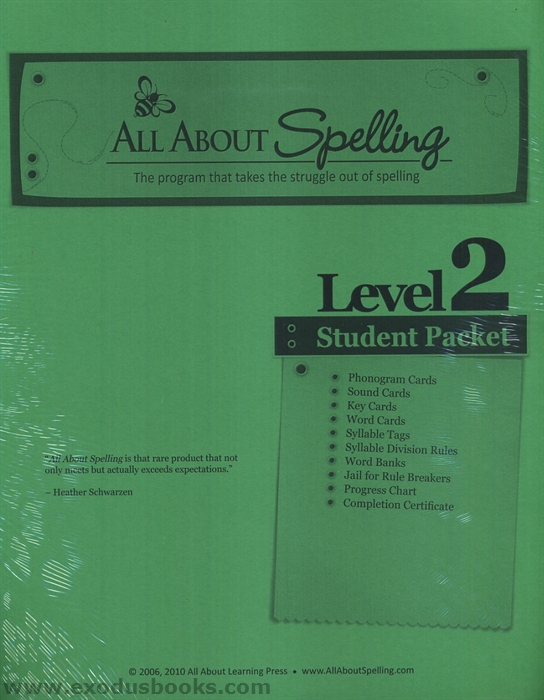 ALL ABOUT Spelling
The program that takes the struggle out of spelling
Level 2
Student Packet
Phonogram Cards
Sound Cards
Key Cards
Word Cards
Syllable Tags
Syllable Division Rules
Word Banks
Jail for Rule Breakers
Progress Chart
Completion Certificate
"All About Spelling is that rare product that not
only meets but actually exceeds expectations."
– Heather Schwarzen
© 2006, 2010 All About Learning Press • www.AllAboutSpelling.com
www.exodusbooks.com